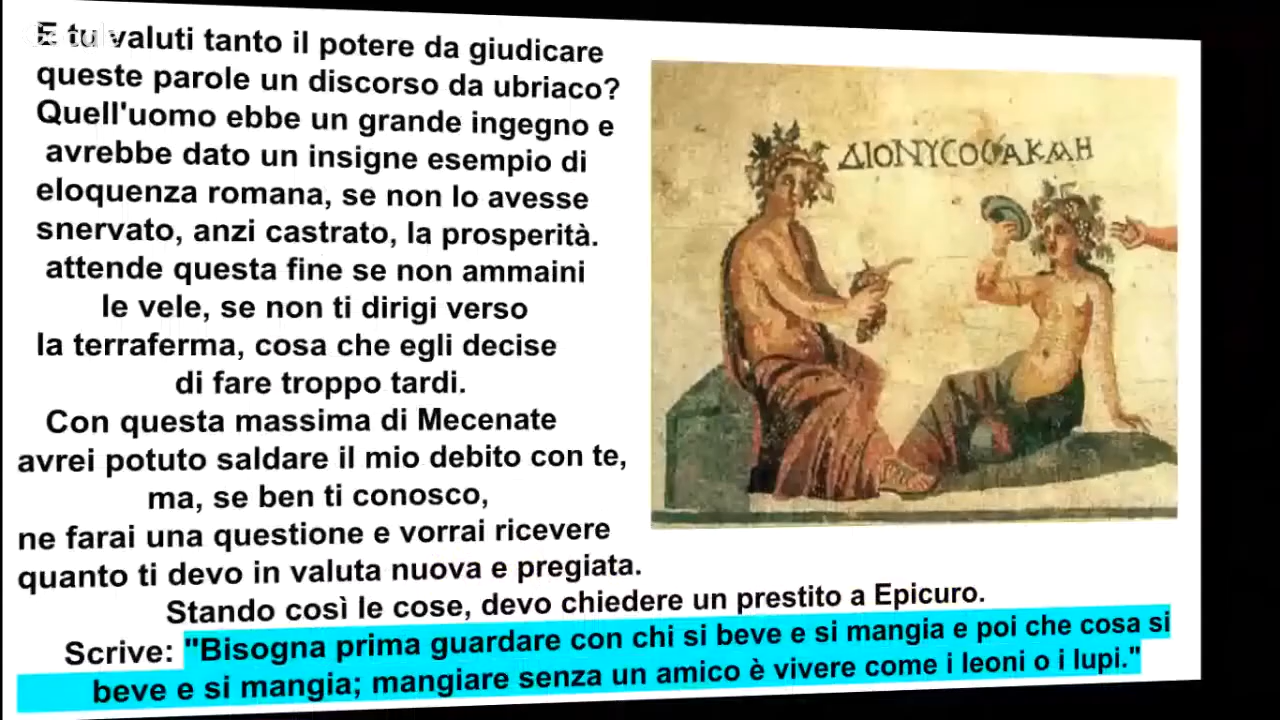 E tu valuti tanto il potere da giudicare
queste parole un discorso da ubriaco?
Quell'uomo ebbe un grande ingegno e
avrebbe dato un insigne esempio di
eloquenza romana, se non lo avesse
snervato, anzi castrato, la prosperità.
attende questa fine se non ammaini
le vele, se non ti dirigi verso
la terraferma, cosa che egli decise
di fare troppo tardi.
Con questa massima di Mecenate
avrei potuto saldare il mio debito con te,
ma, se ben ti conosco,
ne farai una questione e vorrai ricevere
quanto ti devo in valuta nuova e pregiata.
Stando così le cose, devo chiedere un prestito a Epicuro.
Scrive: "Bisogna prima guardare con chi si beve e si mangia e poi che cosa si
beve e si mangia; mangiare senza un amico è vivere come i leoni o i lupi."
ΔΙΟΝΥCΟC ΑΚΜΗ